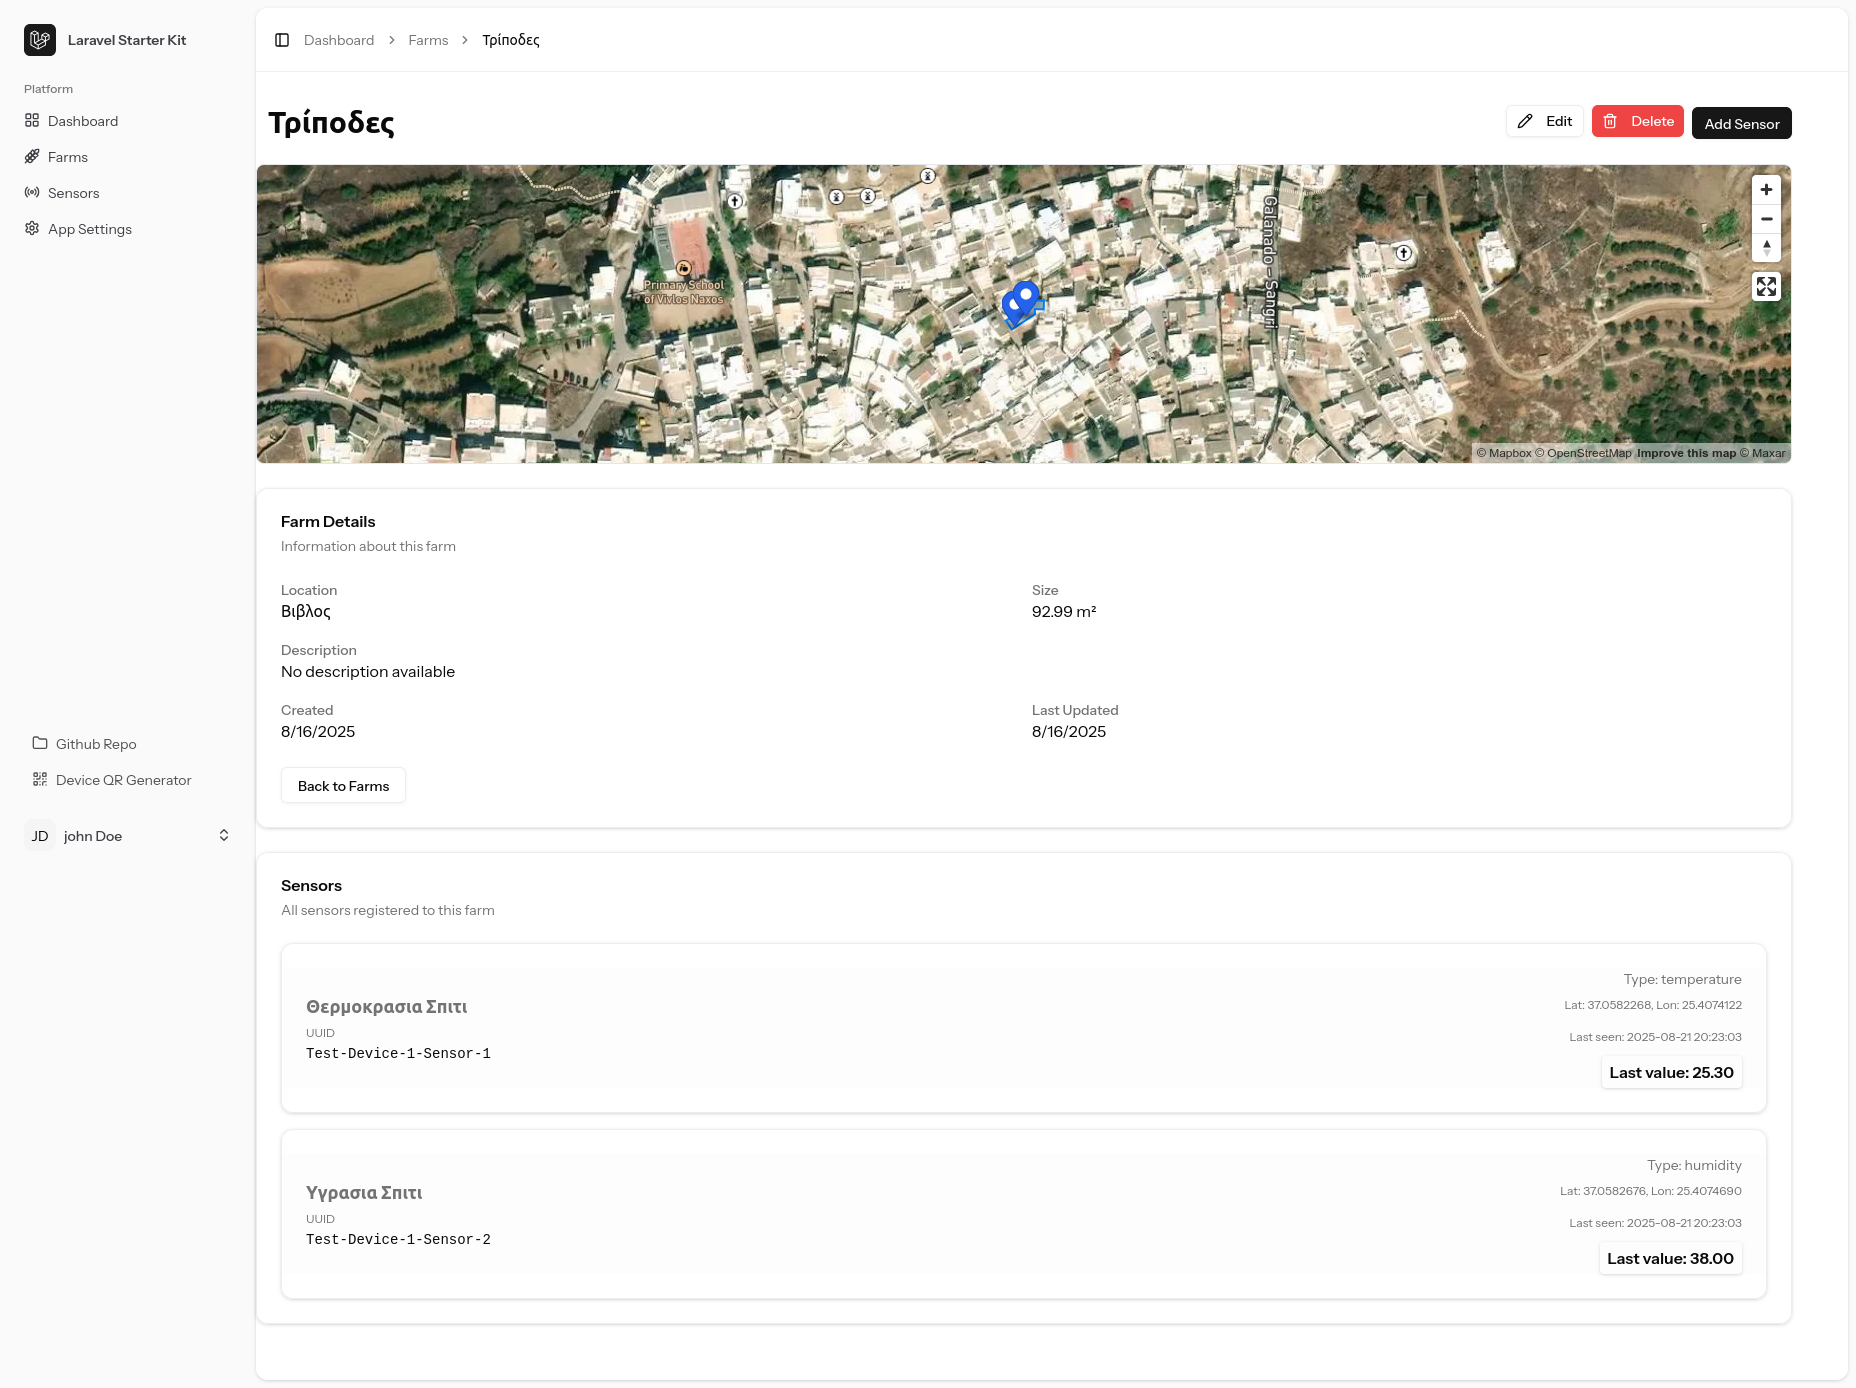 Laravel Starter Kit
Platform
Dashboard
Farms
Sensors
App Settings
Github Repo
Device QR Generator
JD john Doe
Dashboard > Farms > Τρίποδες
Τρίποδες
Edit
Delete
Add Sensor
Primary School
of Vivlos Naxos
Galanado - Sangri
© Mapbox © OpenStreetMap Improve this map © Maxar
Farm Details
Information about this farm
Location
Βιβλος
Size
92.99 m²
Description
No description available
Created
8/16/2025
Last Updated
8/16/2025
Back to Farms
Sensors
All sensors registered to this farm
Θερμοκρασια Σπιτι
UUID
Test-Device-1-Sensor-1
Type: temperature
Lat: 37.0582268, Lon: 25.4074122
Last seen: 2025-08-21 20:23:03
Last value: 25.30
Υγρασια Σπιτι
UUID
Test-Device-1-Sensor-2
Type: humidity
Lat: 37.0582676, Lon: 25.4074690
Last seen: 2025-08-21 20:23:03
Last value: 38.00